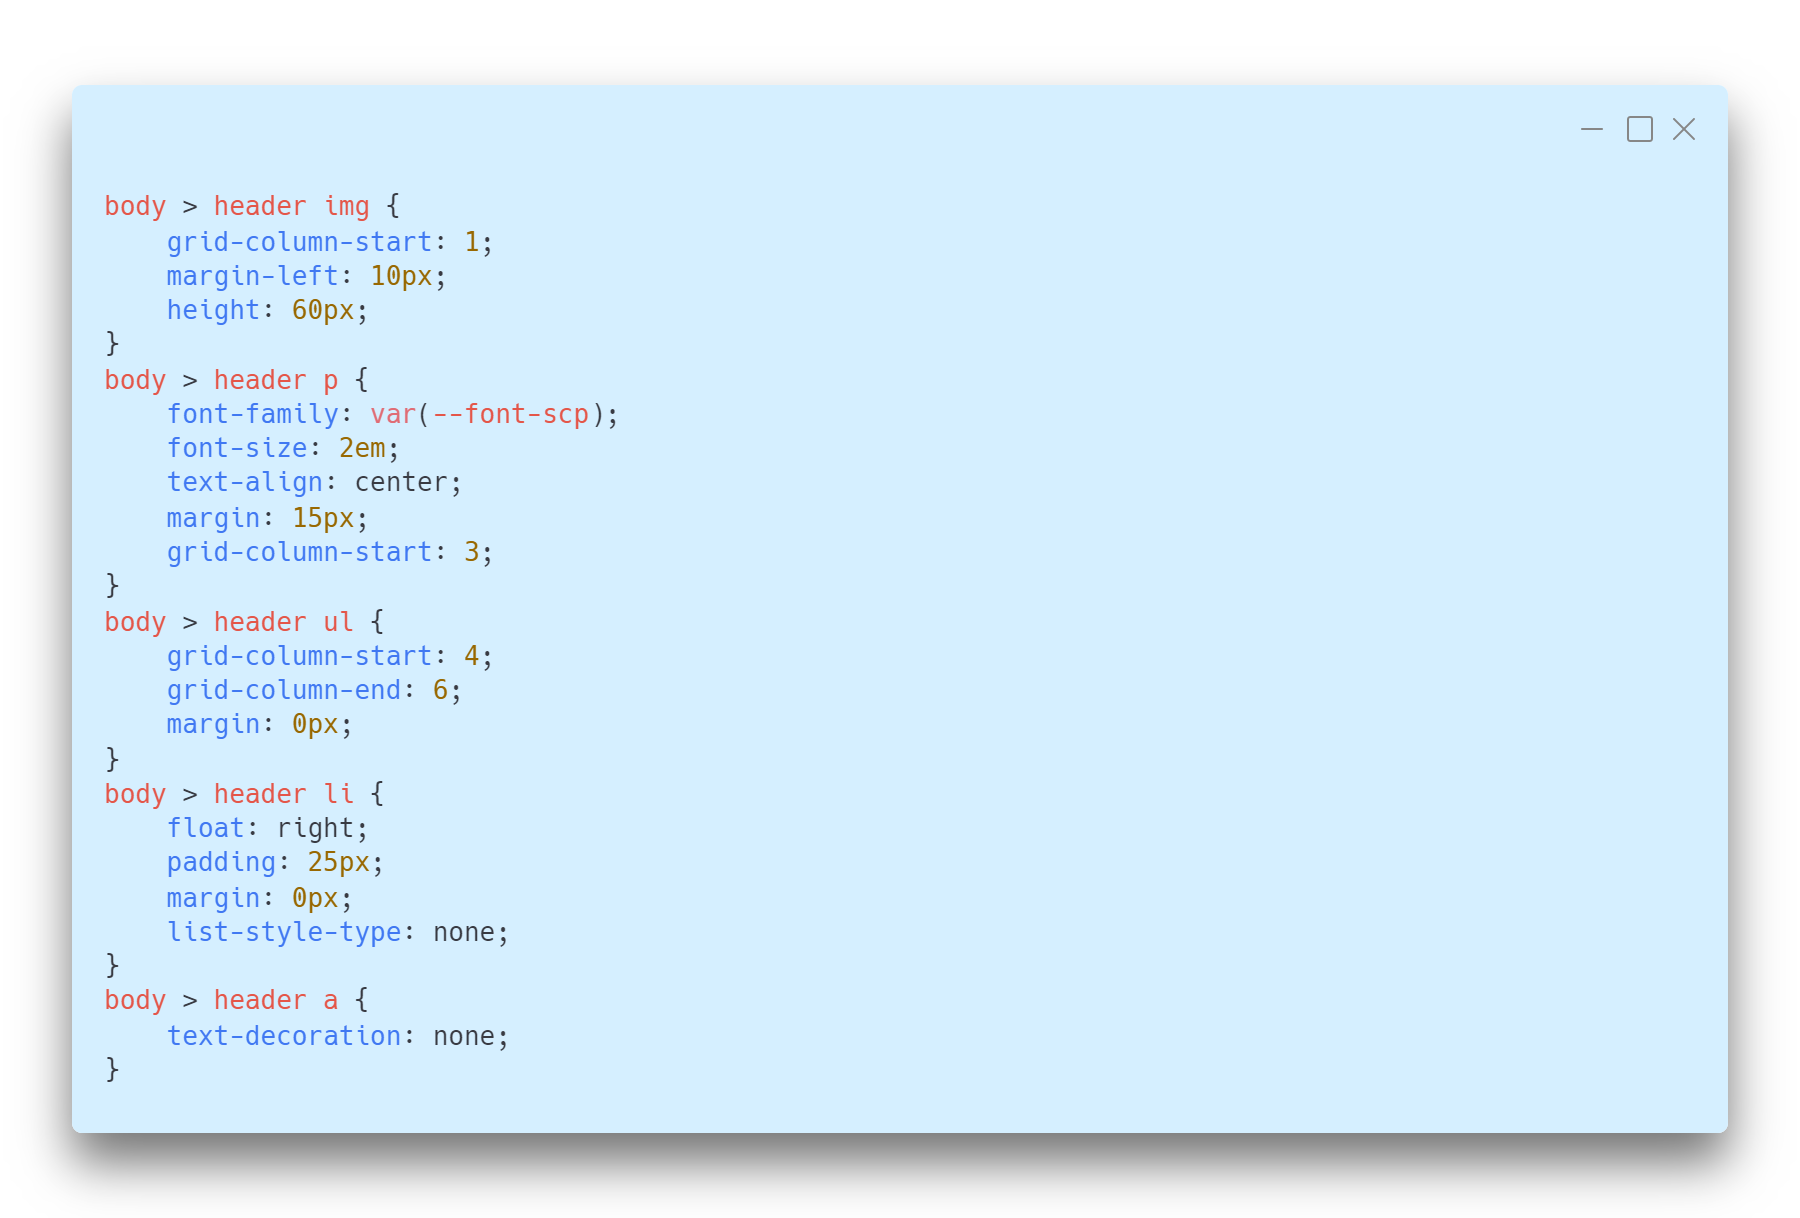 body > header img {
    grid-column-start: 1;
    margin-left: 10px;
    height: 60px;
}
body > header p {
    font-family: var(--font-scp);
    font-size: 2em;
    text-align: center;
    margin: 15px;
    grid-column-start: 3;
}
body > header ul {
    grid-column-start: 4;
    grid-column-end: 6;
    margin: 0px;
}
body > header li {
    float: right;
    padding: 25px;
    margin: 0px;
    list-style-type: none;
}
body > header a {
    text-decoration: none;
}